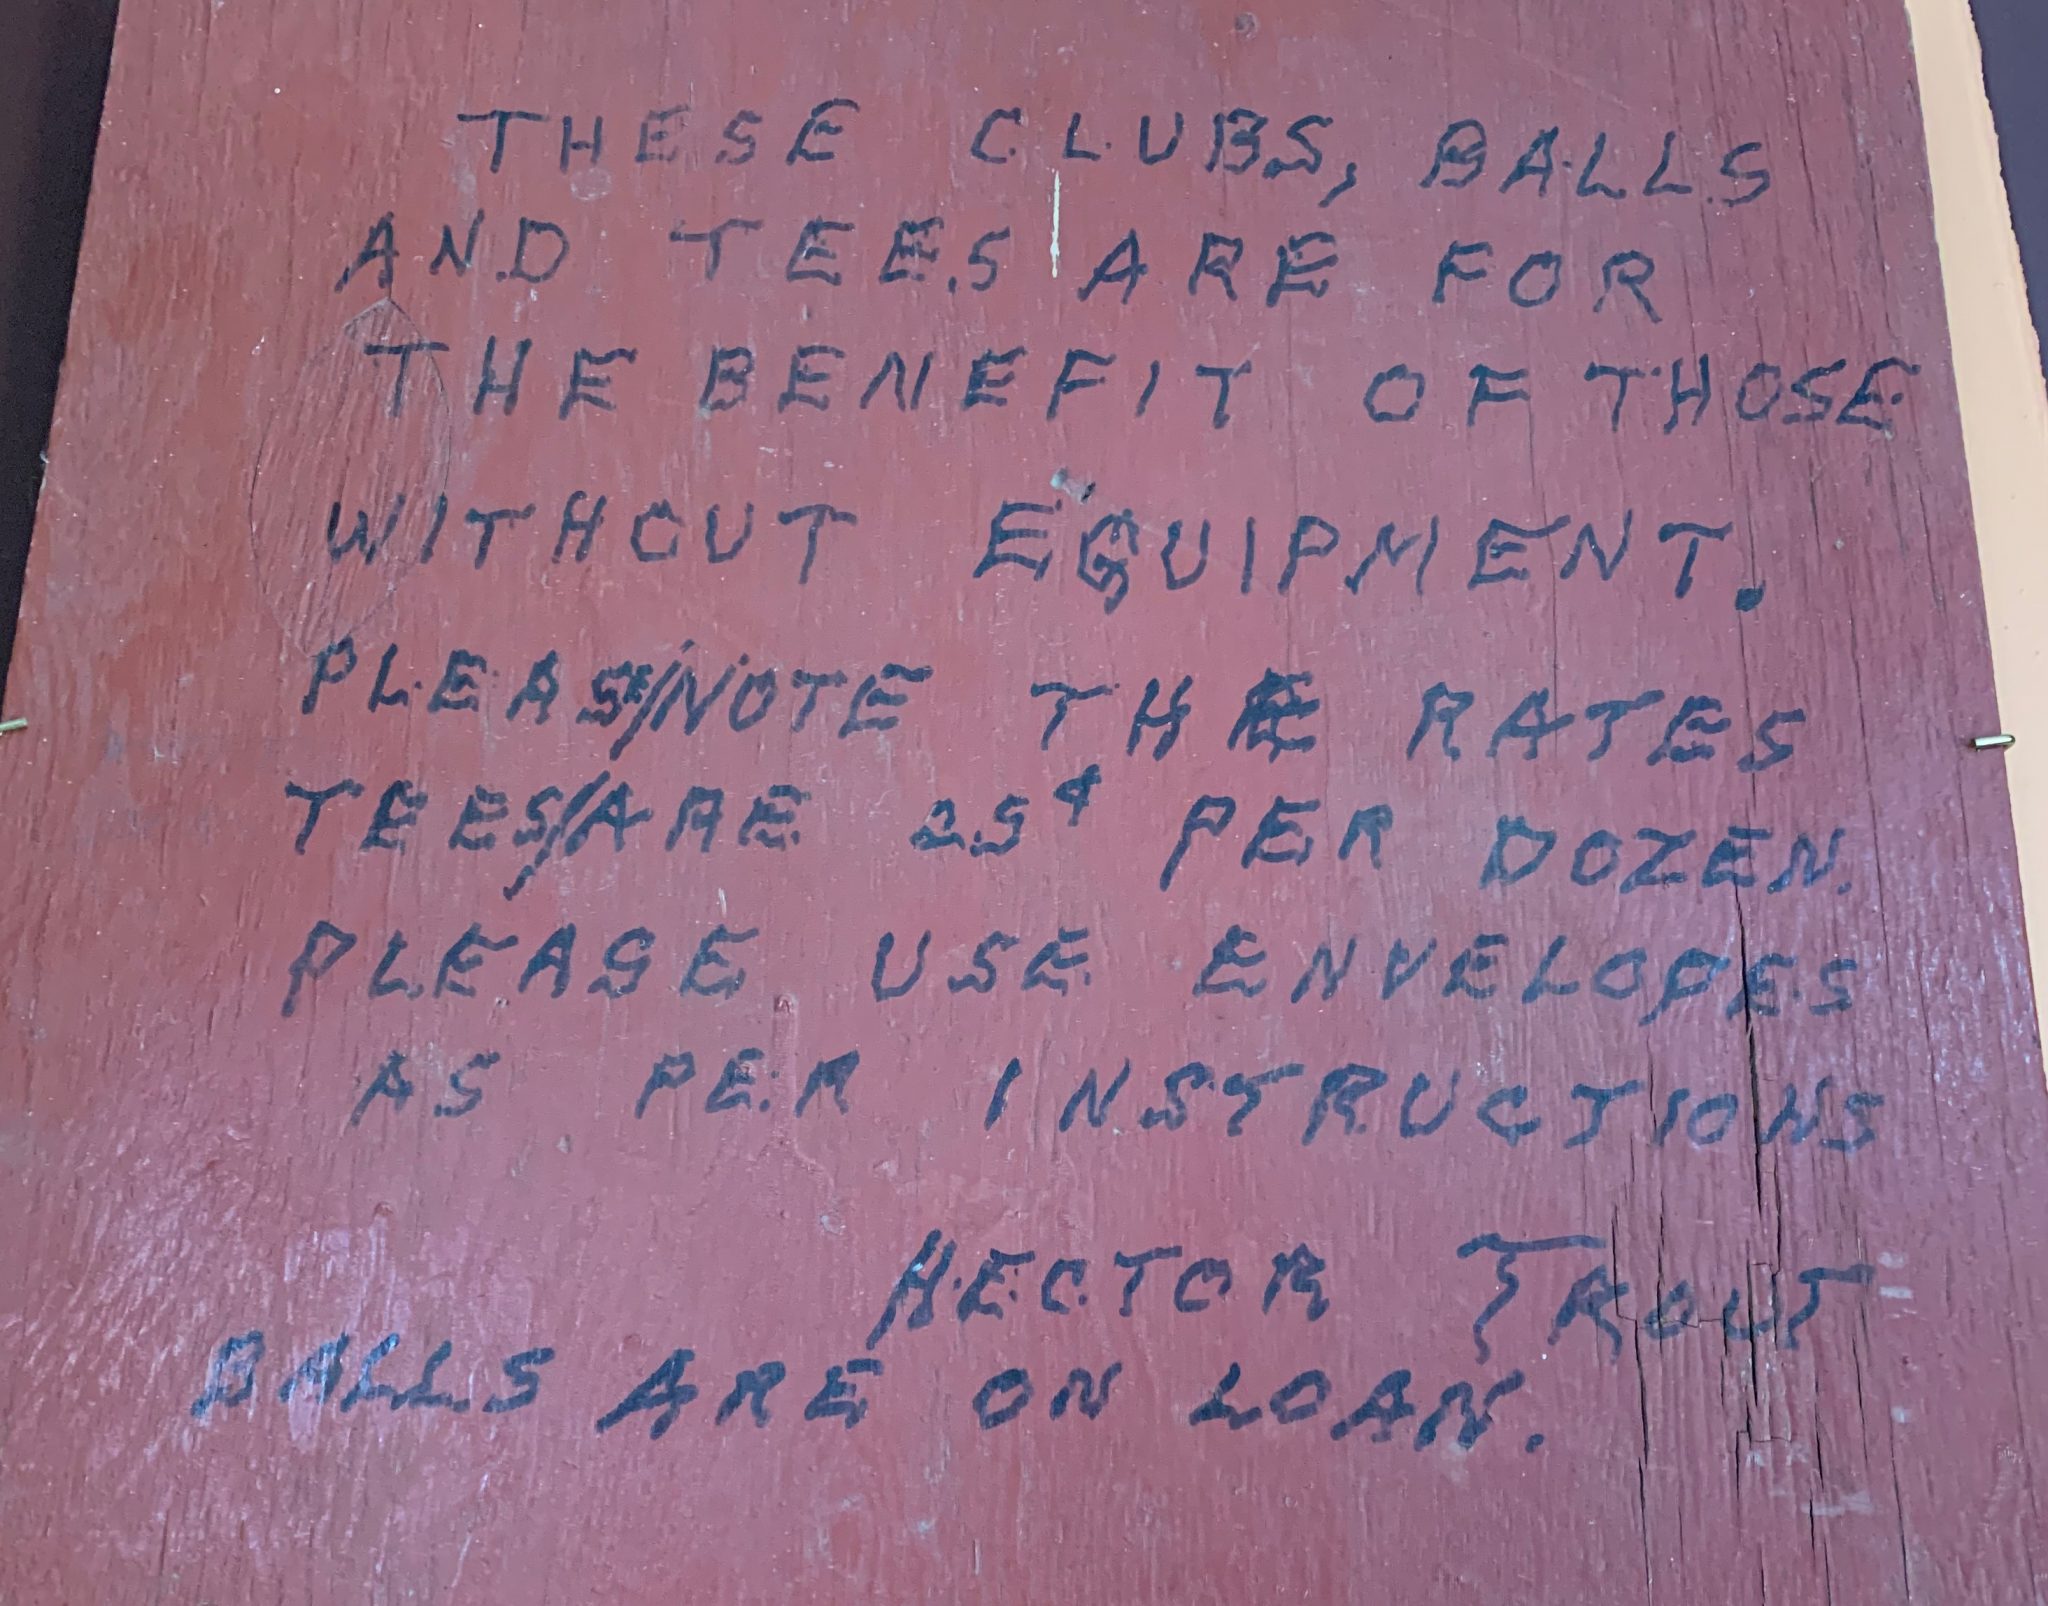 THESE CLUBS, BALLS
AND TEES ARE FOR
THE BENEFIT OF THOSE
WITHOUT EQUIPMENT.
PLEASE/NOTE THE RATES
TEES/ARE 25¢ PER DOZEN.
PLEASE USE ENVELOPES
AS PER INSTRUCTIONS
HECTOR TROUT
BALLS ARE ON LOAN.